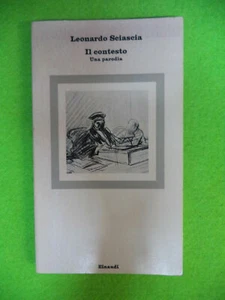 Leonardo Sciascia
Il contesto
Una parodia
Einaudi